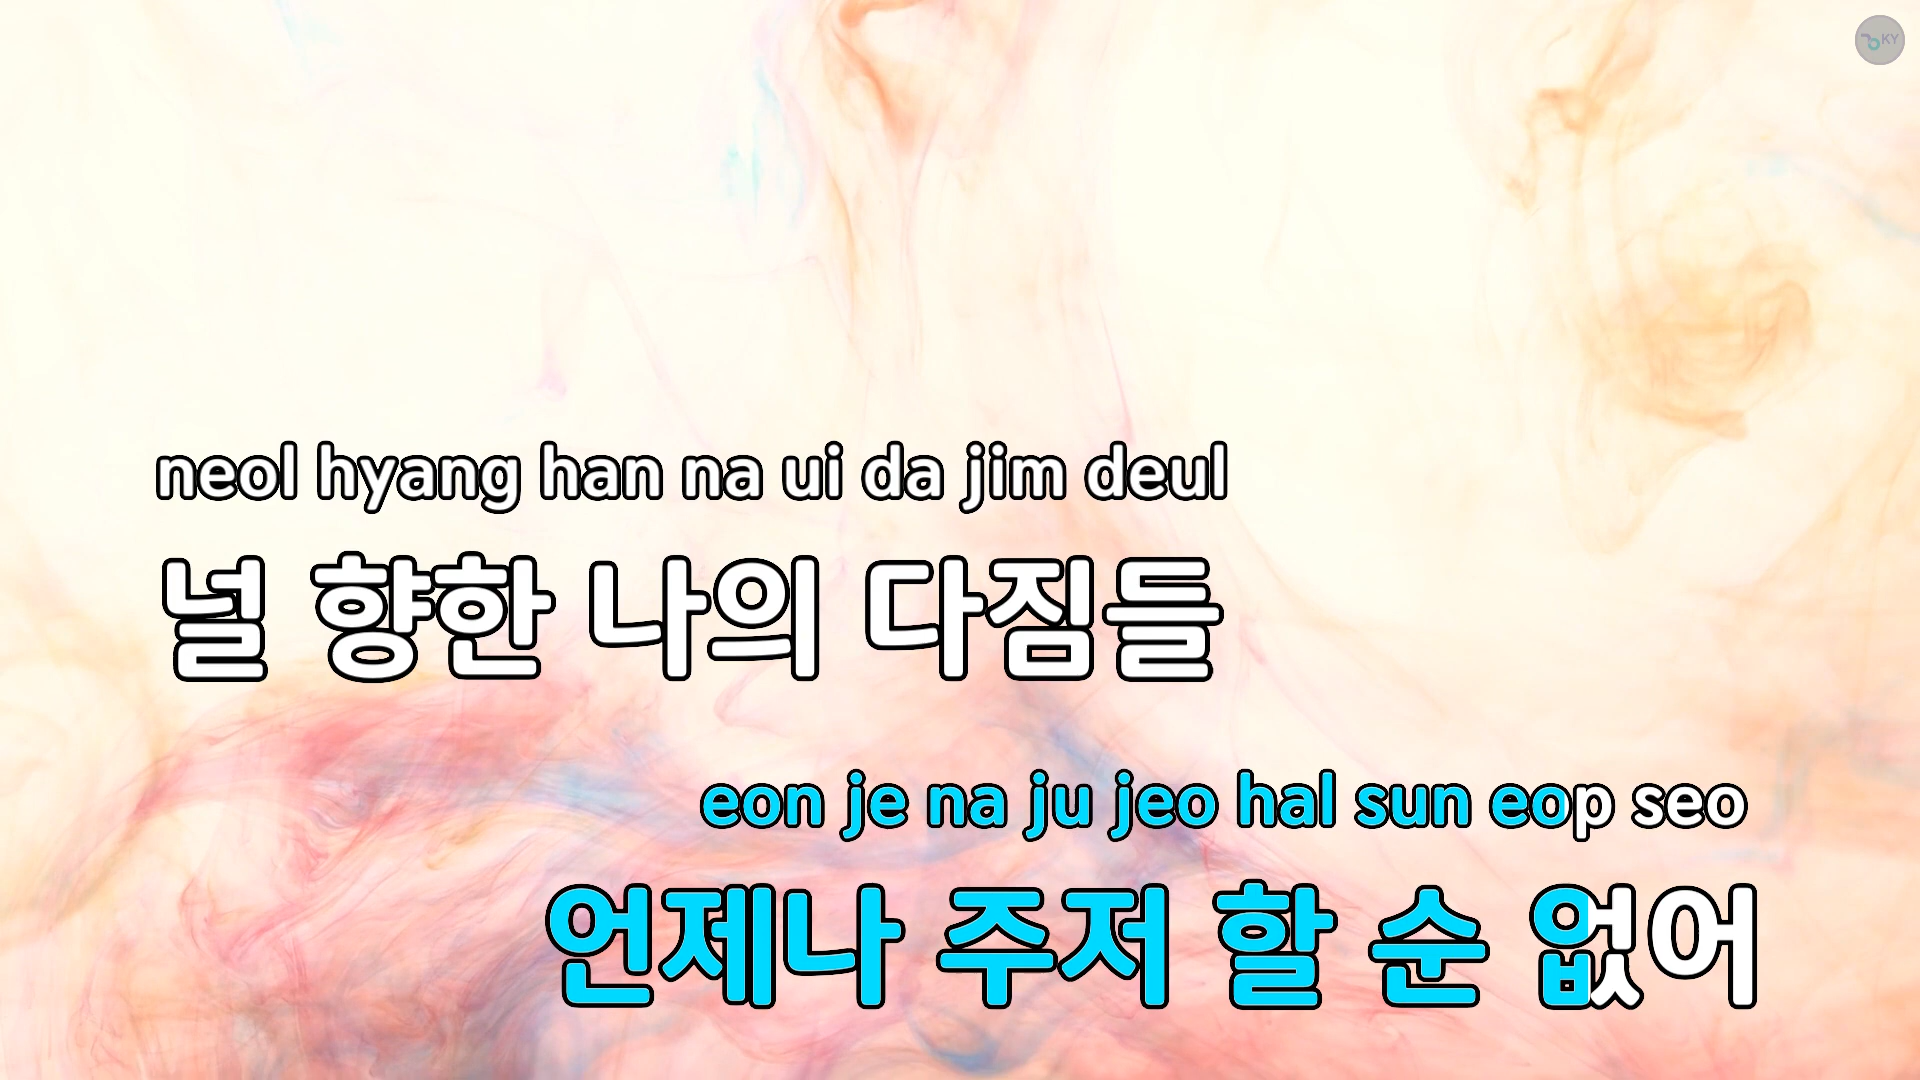 KY
neol hyang han na ui da jim deul
널 향한 나의 다짐들
eon je na ju jeo hal sun eop seo
언제나 주저 할 순 없어